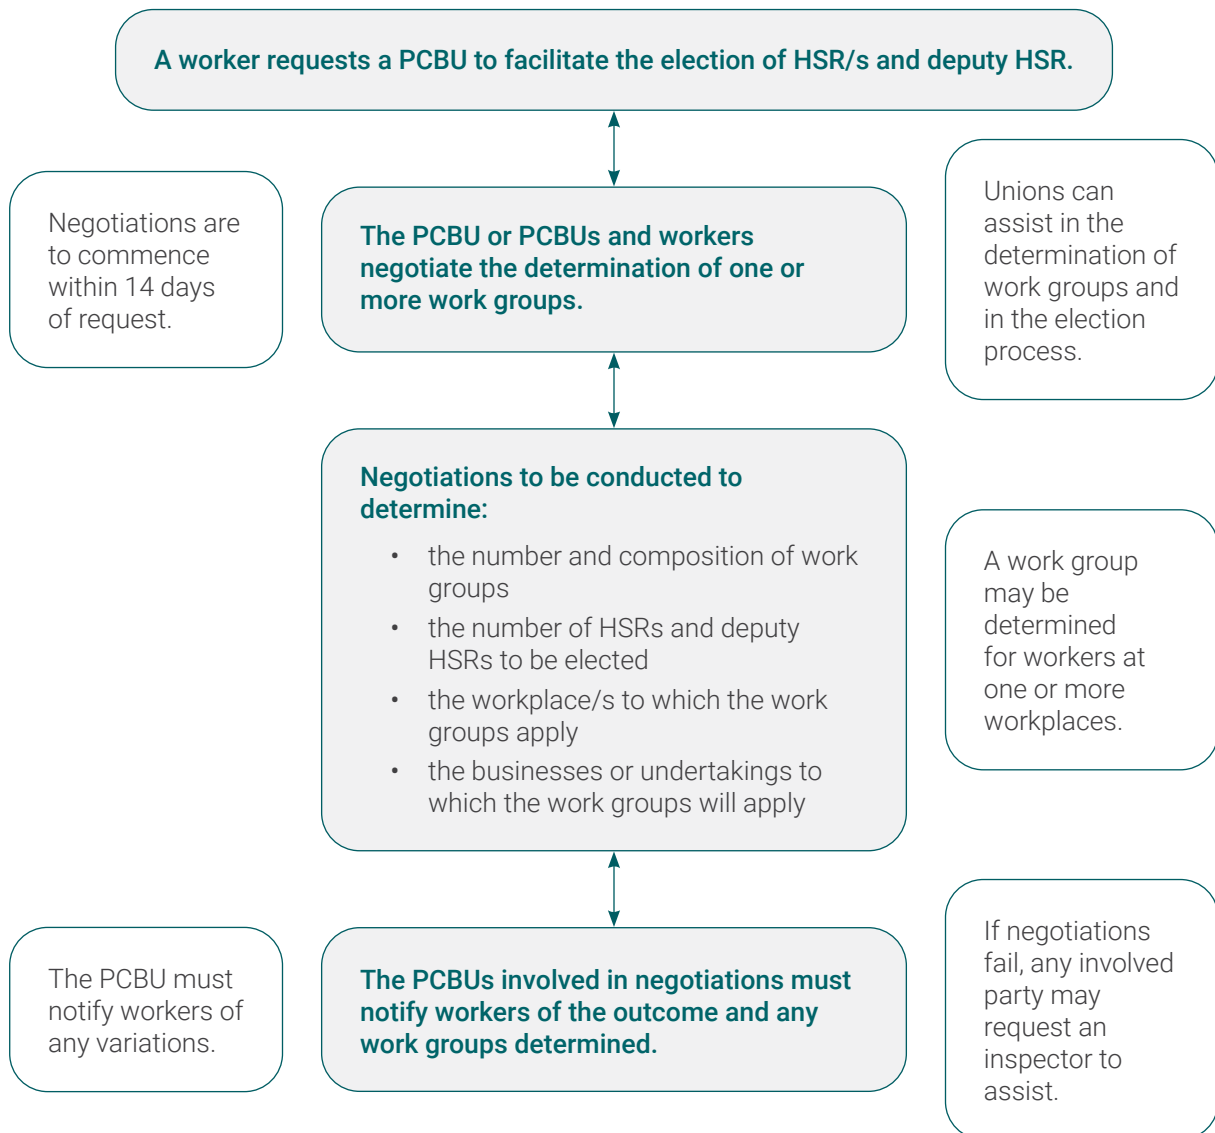 A worker requests a PCBU to facilitate the election of HSR/s and deputy HSR.
Negotiations are
to commence
within 14 days
of request.
The PCBU or PCBUs and workers
negotiate the determination of one or
more work groups.
Unions can
assist in the
determination of
work groups and
in the election
process.
Negotiations to be conducted to
determine:
• the number and composition of work
groups
• the number of HSRs and deputy
HSRs to be elected
• the workplace/s to which the work
groups apply
• the businesses or undertakings to
which the work groups will apply
A work group
may be
determined
for workers at
one or more
workplaces.
The PCBU must
notify workers of
any variations.
The PCBUs involved in negotiations must
notify workers of the outcome and any
work groups determined.
If negotiations
fail, any involved
party may
request an
inspector to
assist.